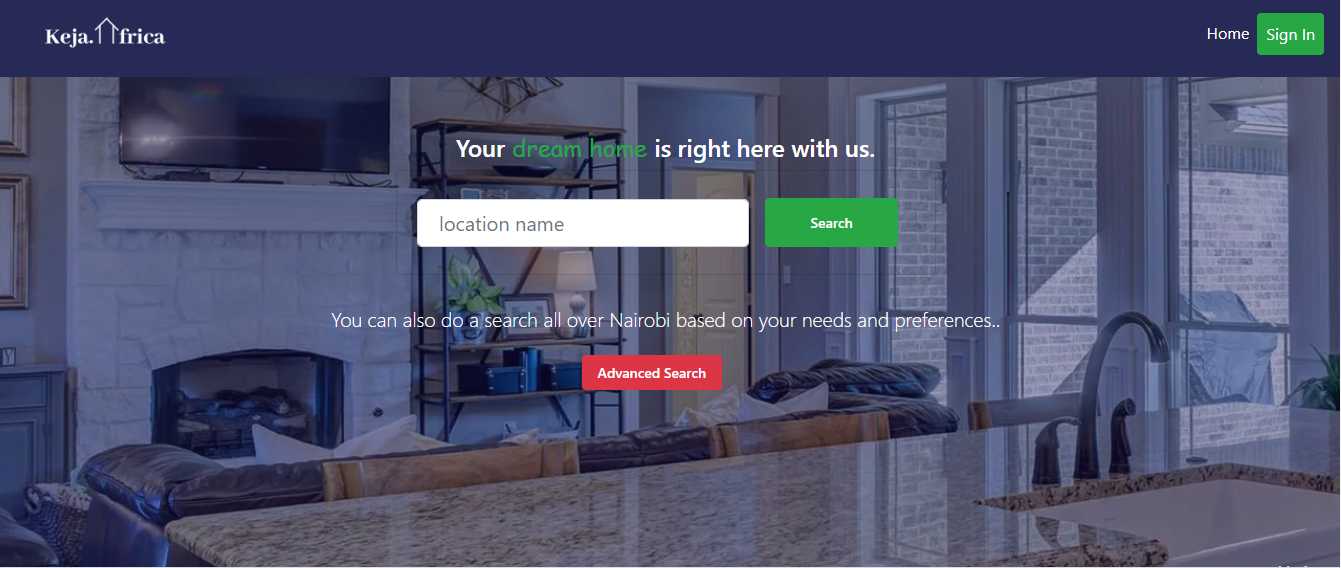 Keja. frica
Home
Sign In
Your dream home is right here with us.
location name
Search
You can also do a search all over Nairobi based on your needs and preferences..
Advanced Search